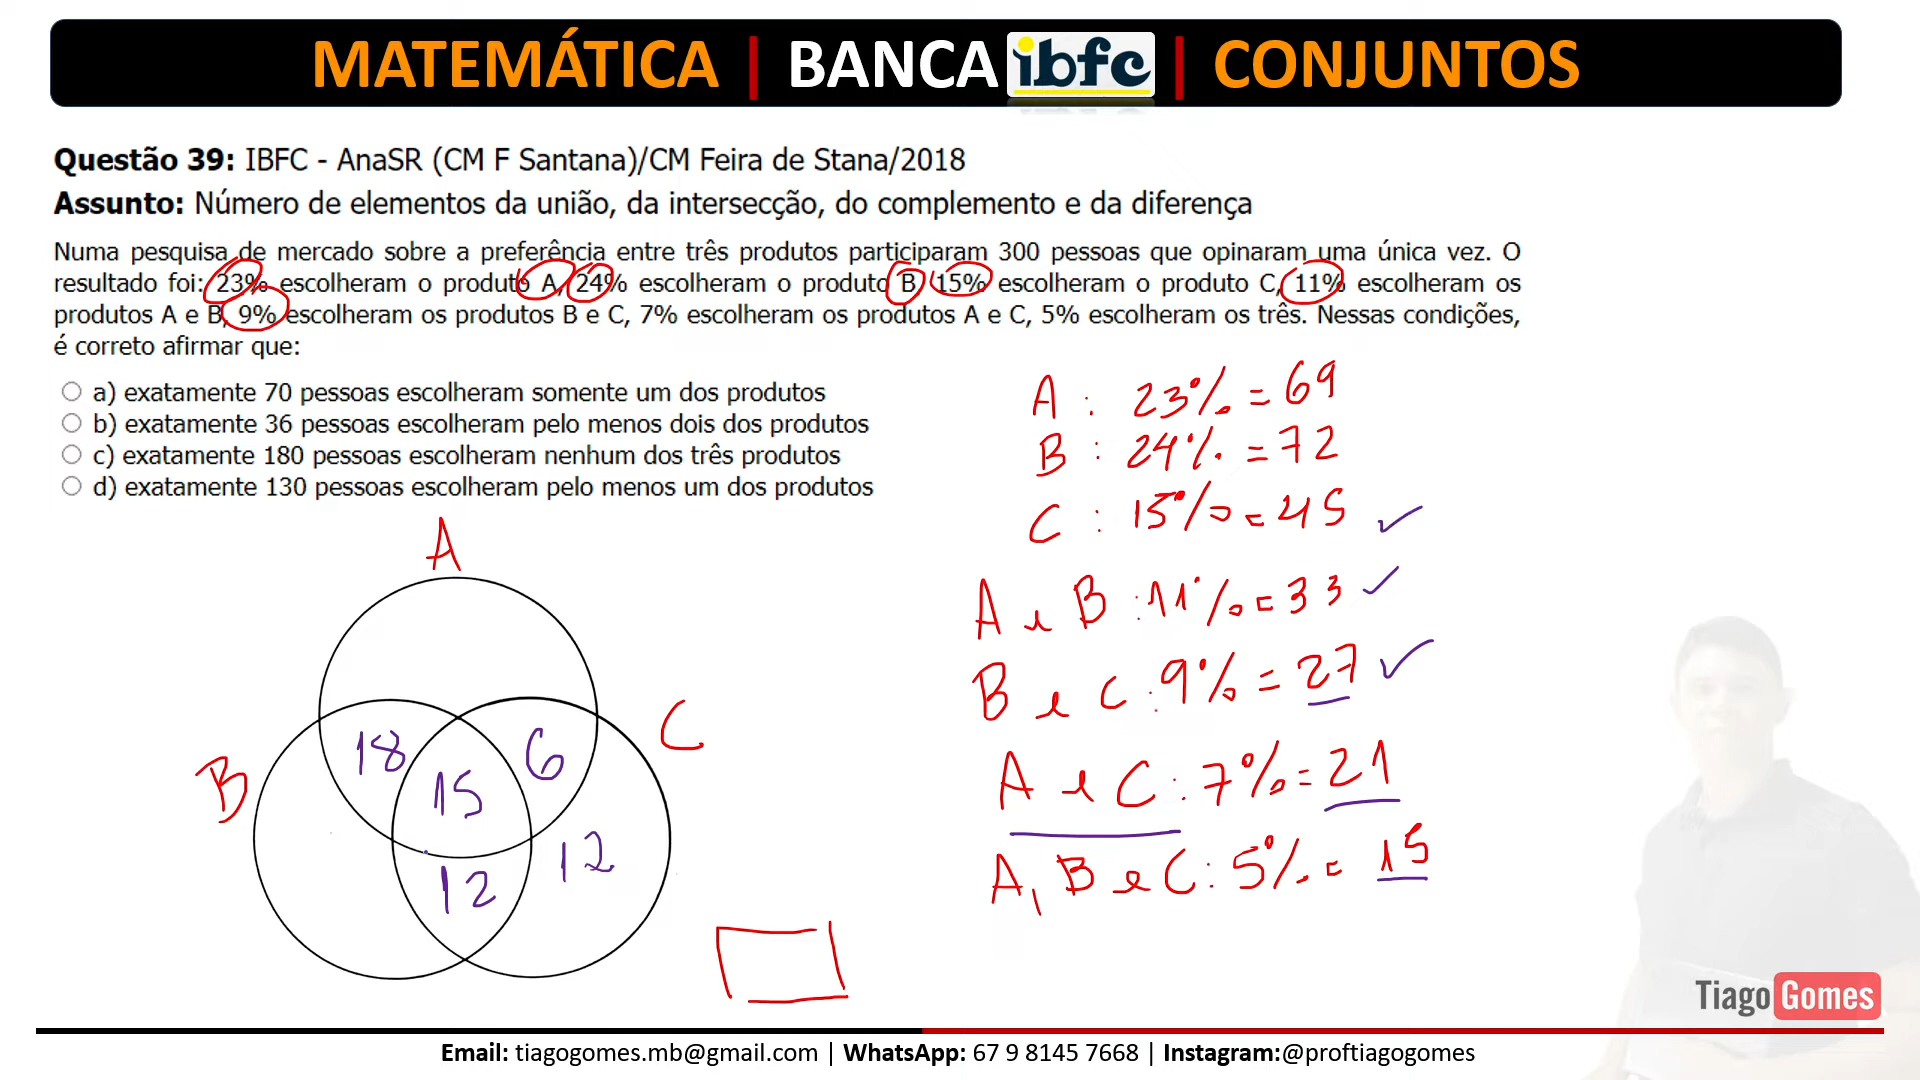 MATEMÁTICA | BANCA ibfc | CONJUNTOS
Questão 39: IBFC - AnaSR (CM F Santana)/CM Feira de Stana/2018
Assunto: Número de elementos da união, da intersecção, do complemento e da diferença
Numa pesquisa de mercado sobre a preferência entre três produtos participaram 300 pessoas que opinaram uma única vez. O
resultado foi: 23% escolheram o produto A, 24% escolheram o produto B, 15% escolheram o produto C, 11% escolheram os
produtos A e B, 9% escolheram os produtos B e C, 7% escolheram os produtos A e C, 5% escolheram os três. Nessas condições,
é correto afirmar que:
a) exatamente 70 pessoas escolheram somente um dos produtos
b) exatamente 36 pessoas escolheram pelo menos dois dos produtos
c) exatamente 180 pessoas escolheram nenhum dos três produtos
d) exatamente 130 pessoas escolheram pelo menos um dos produtos
A : 23% = 69
B : 24% = 72
C : 15% = 45
A e B : 11% = 33
B e C : 9% = 27
A e C : 7% = 21
A, B e C : 5% = 15
A
B
C
18
6
15
12
12
Tiago Gomes
Email: tiagogomes.mb@gmail.com | WhatsApp: 67 9 8145 7668 | Instagram:@proftiagogomes